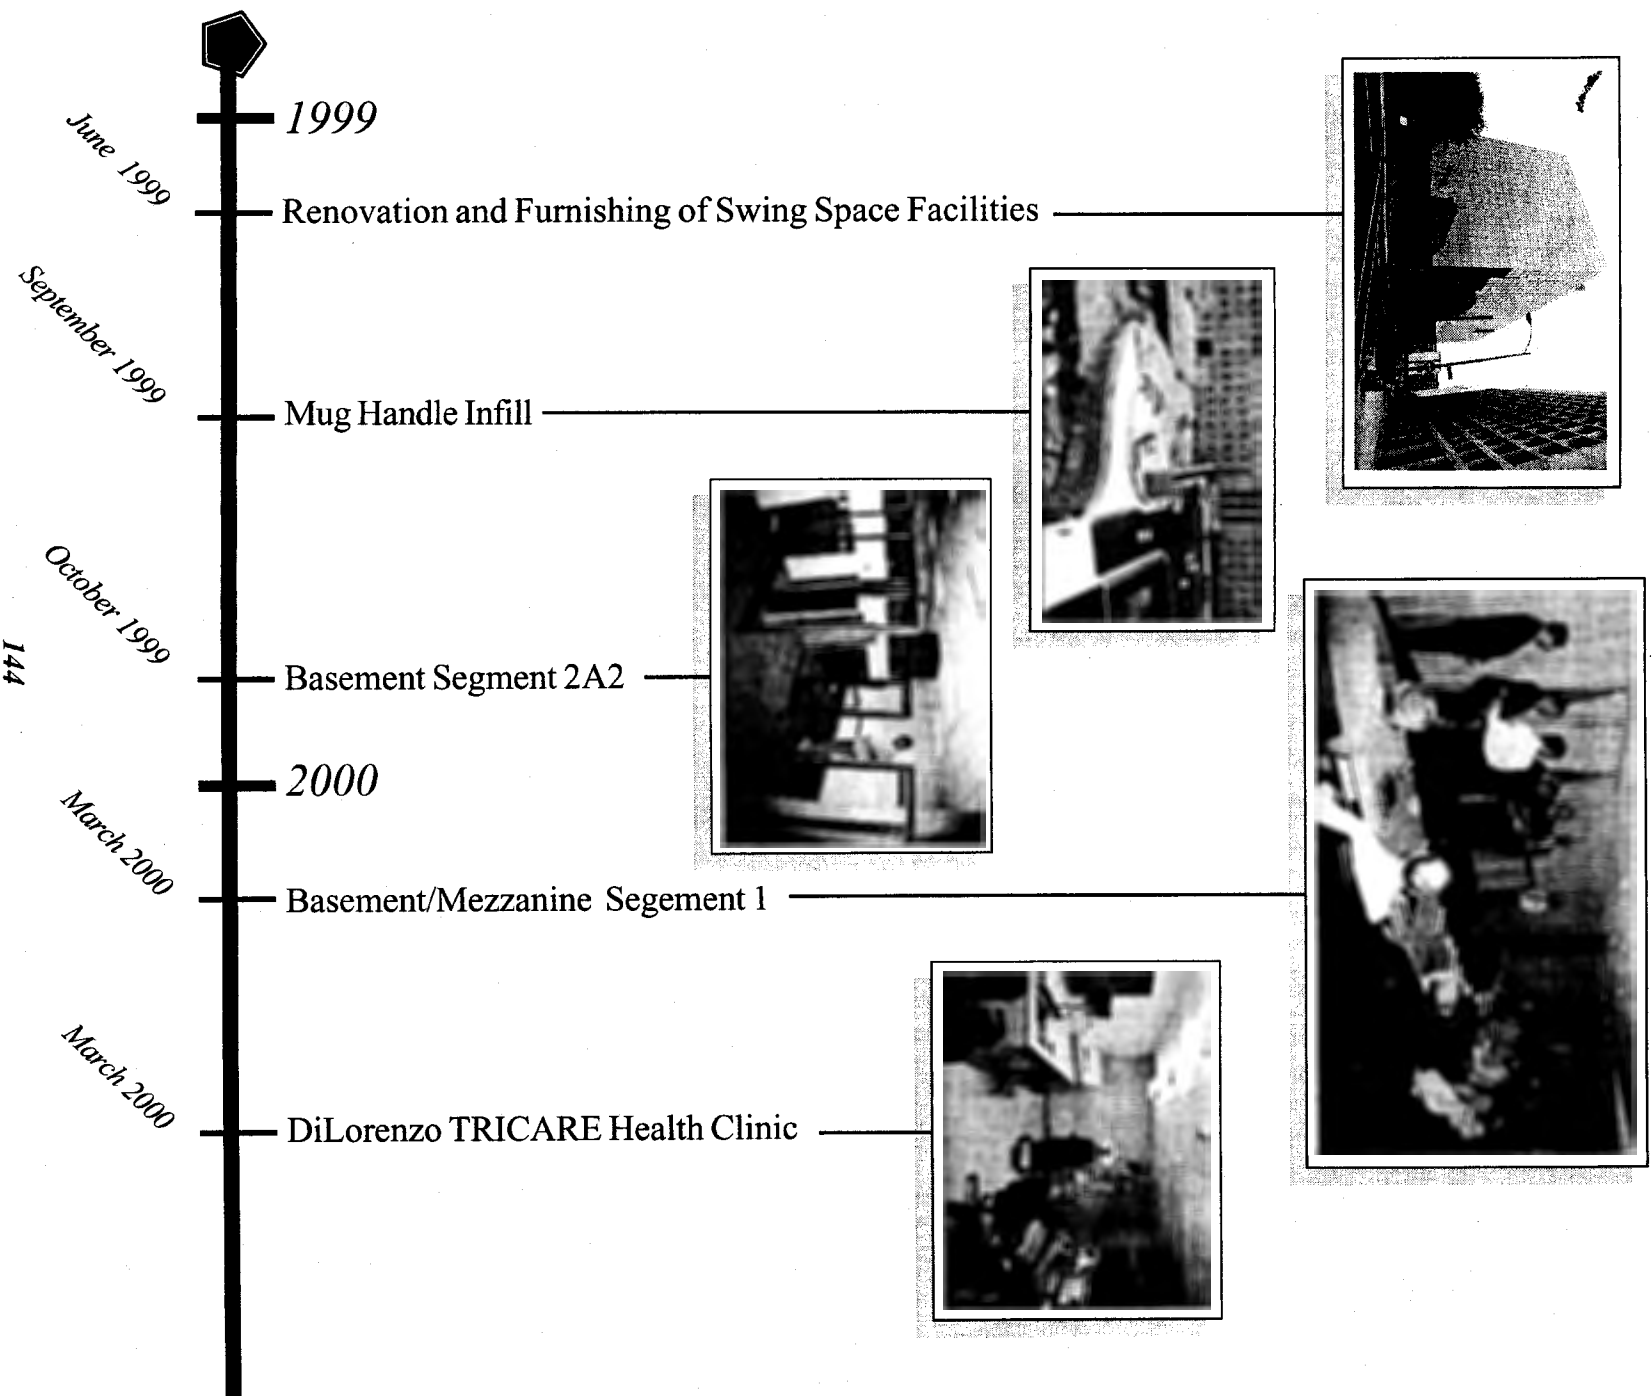 1999
June 1999
Renovation and Furnishing of Swing Space Facilities
September 1999
Mug Handle Infill
October 1999
Basement Segment 2A2
2000
March 2000
Basement/Mezzanine Segement 1
March 2000
DiLorenzo TRICARE Health Clinic
144